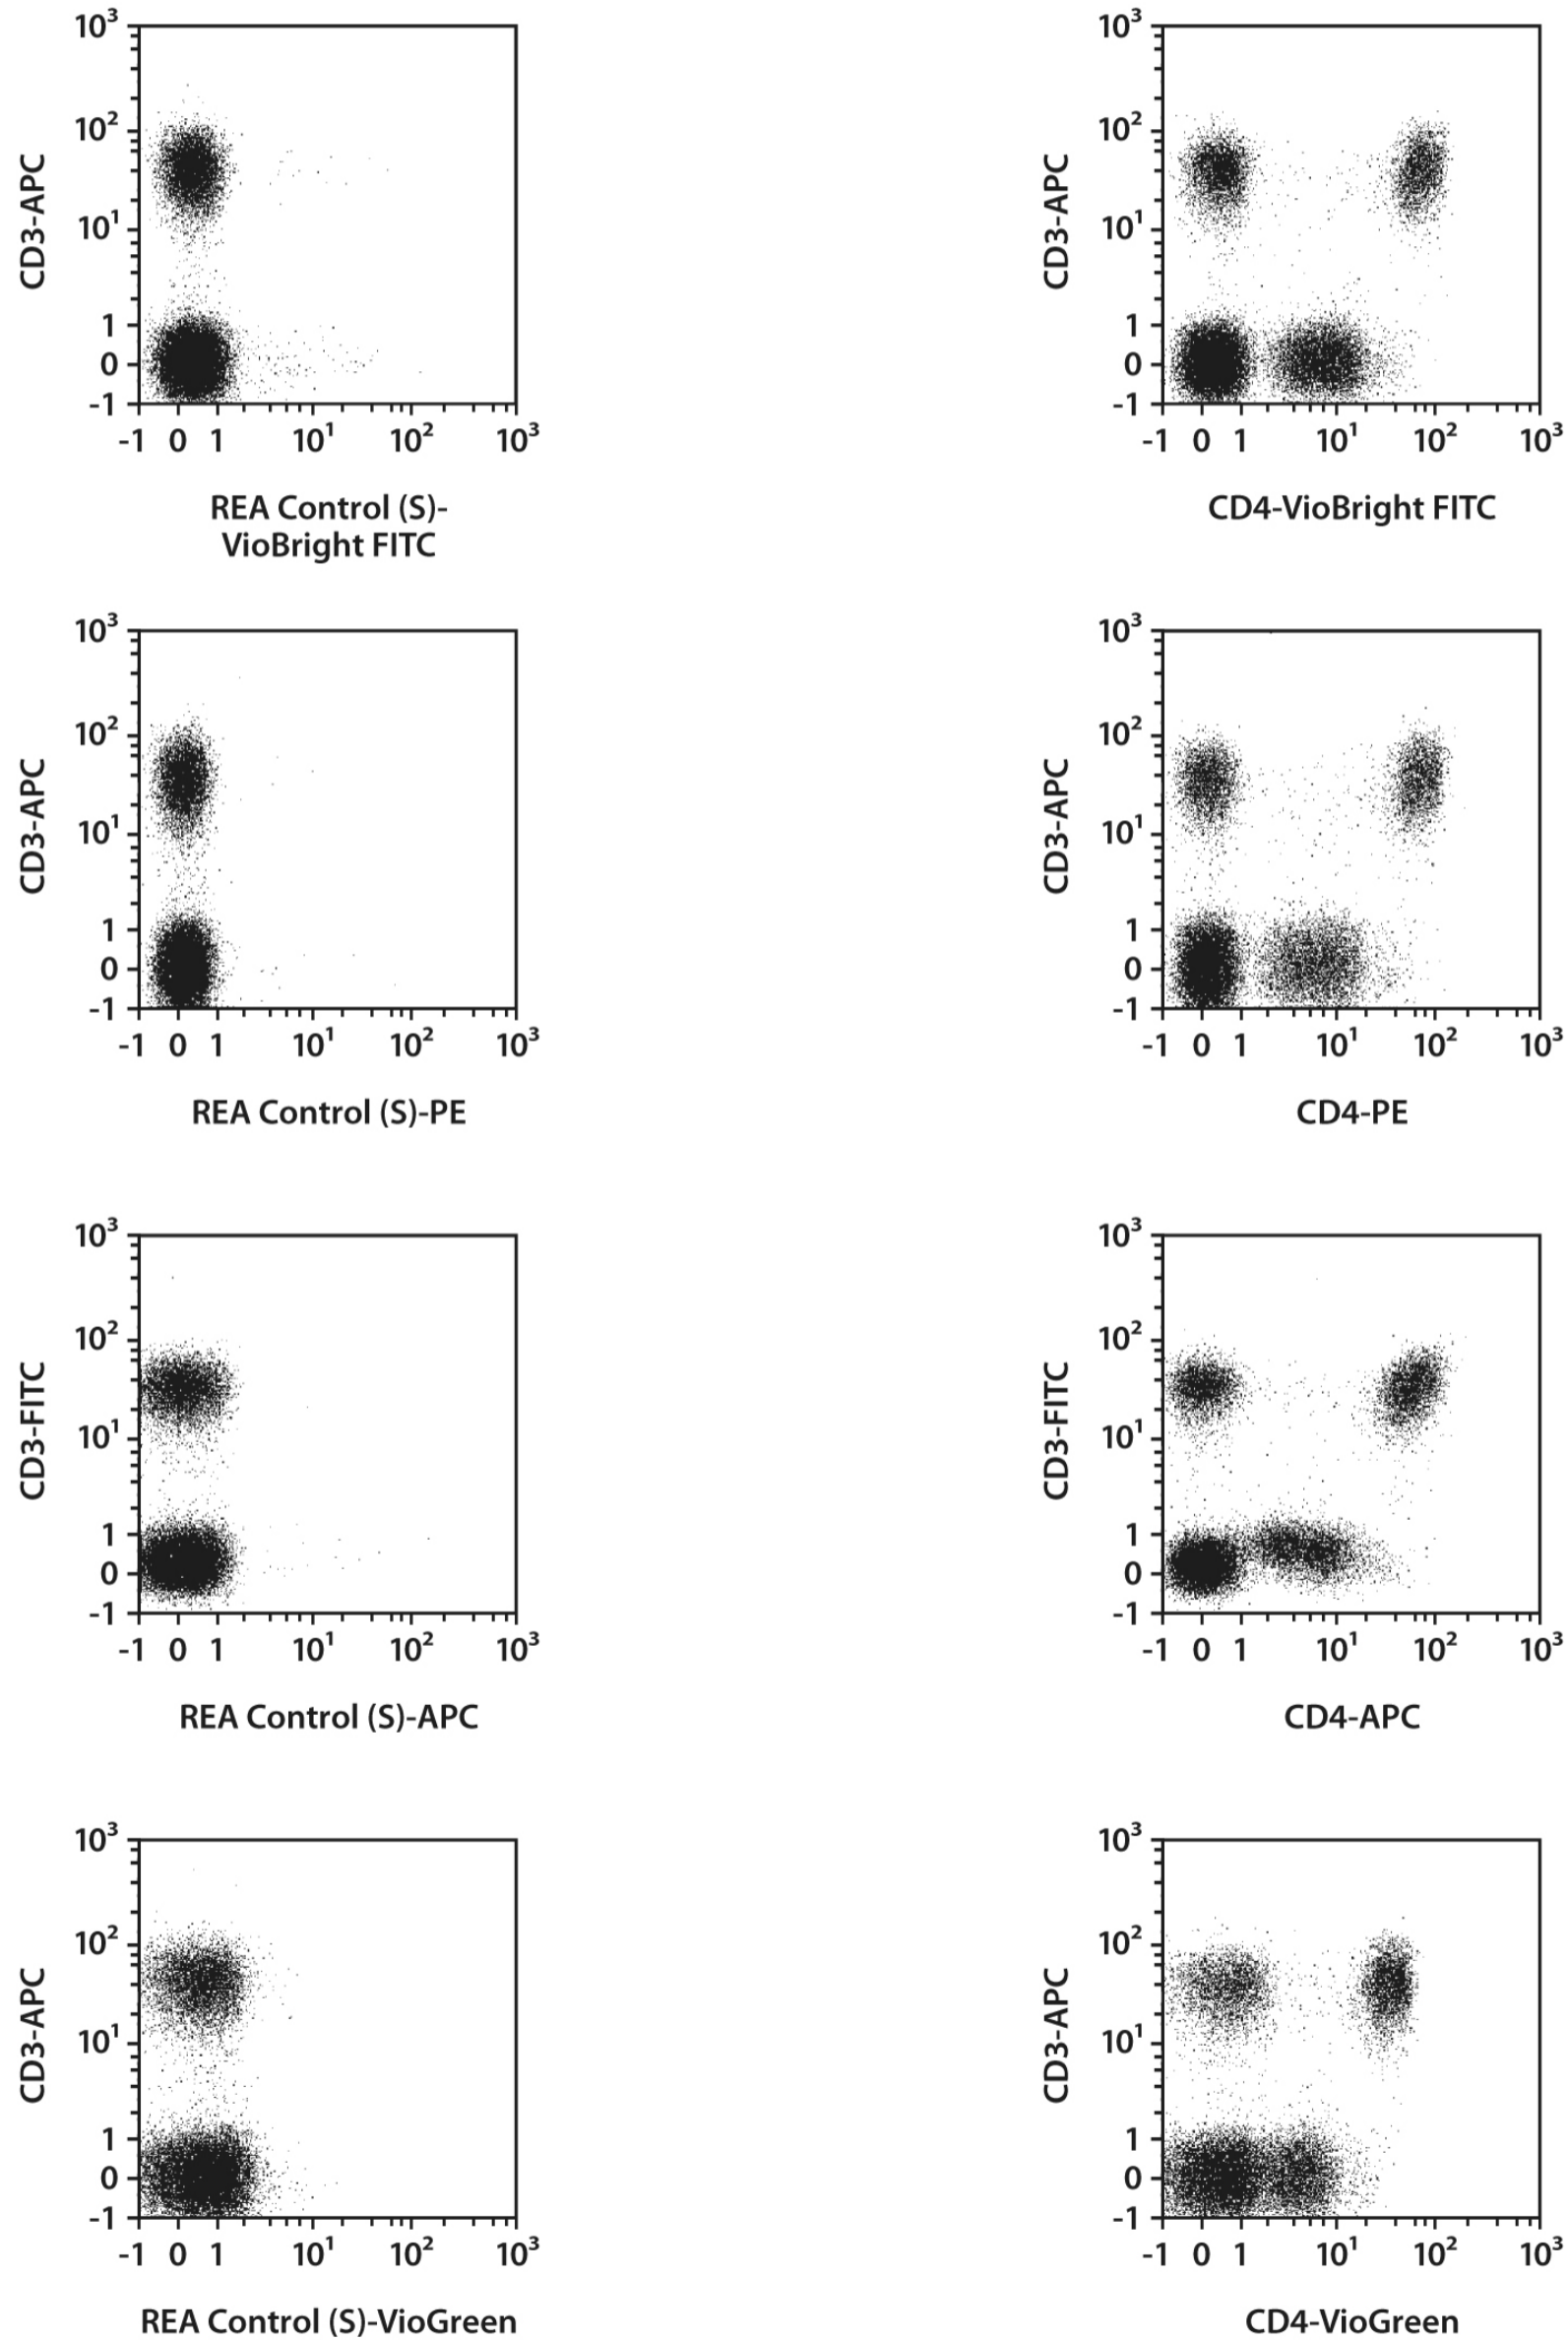 10³
10²
10¹
1
0
-1
CD3-APC
-1 0 1 10¹ 10² 10³
REA Control (S)-
VioBright FITC
10³
10²
10¹
1
0
-1
CD3-APC
-1 0 1 10¹ 10² 10³
CD4-VioBright FITC
10³
10²
10¹
1
0
-1
CD3-APC
-1 0 1 10¹ 10² 10³
REA Control (S)-PE
10³
10²
10¹
1
0
-1
CD3-APC
-1 0 1 10¹ 10² 10³
CD4-PE
10³
10²
10¹
1
0
-1
CD3-FITC
-1 0 1 10¹ 10² 10³
REA Control (S)-APC
10³
10²
10¹
1
0
-1
CD3-FITC
-1 0 1 10¹ 10² 10³
CD4-APC
10³
10²
10¹
1
0
-1
CD3-APC
-1 0 1 10¹ 10² 10³
REA Control (S)-VioGreen
10³
10²
10¹
1
0
-1
CD3-APC
-1 0 1 10¹ 10² 10³
CD4-VioGreen